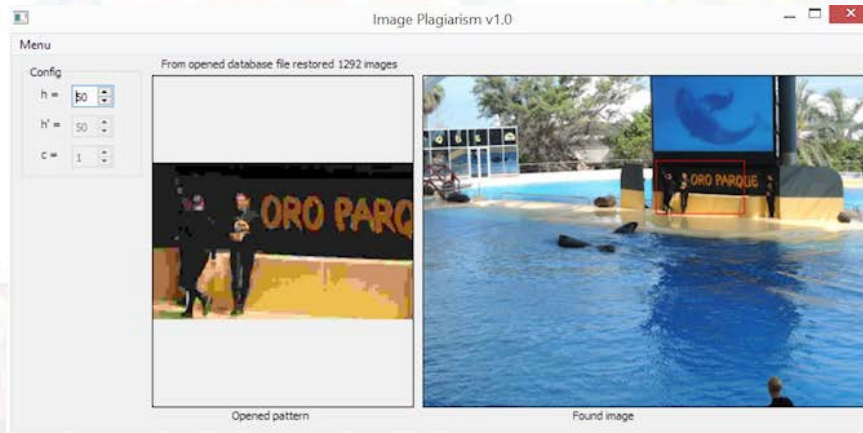 Image Plagiarism v1.0
Menu
From opened database file restored 1292 images
Config
h = 50
h' = 50
c = 1
ORO PARQ
ORO PARQUE
Opened pattern
Found image